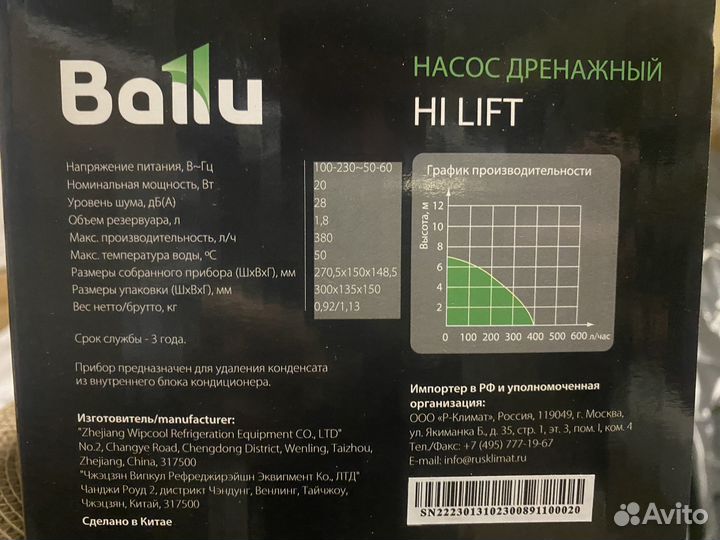 Ballu
НАСОС ДРЕНАЖНЫЙ
HI LIFT
Напряжение питания, В~Гц 100-230~50-60
Номинальная мощность, Вт 20
Уровень шума, дБ(А) 28
Объем резервуара, л 1,8
Макс. производительность, л/ч 380
Макс. температура воды, ºС 50
Размеры собранного прибора (ШхВхГ), мм 270,5х150х148,5
Размеры упаковки (ШхВхГ), мм 300х135х150
Вес нетто/брутто, кг 0,92/1,13
Срок службы - 3 года.
Прибор предназначен для удаления конденсата
из внутреннего блока кондиционера.
Изготовитель/manufacturer:
"Zhejiang Wipcool Refrigeration Equipment CO., LTD"
No.2, Changye Road, Chengdong District, Wenling, Taizhou,
Zhejiang, China, 317500
"Чжэцзян Випкул Рефреджирэйшн Эквипмент Ко., ЛТД"
Чанджи Роуд 2, дистрикт Чэндунг, Венлинг, Тайчжоу,
Чжэцзян, Китай, 317500
Сделано в Китае
График производительности
Высота, м
12
10
8
6
4
2
0 100 200 300 400 500 600 л/час
Импортер в РФ и уполномоченная
организация:
ООО «Р-Климат», Россия, 119049, г. Москва,
ул. Якиманка Б., д. 35, стр. 1, эт. 3, пом. I, ком. 4
Тел./Факс: +7 (495) 777-19-67
E-mail: info@rusklimat.ru
SN2223013102300891100020
Avito